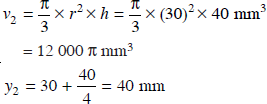 v₂ = π/3 × r² × h = π/3 × (30)² × 40 mm³
= 12 000 π mm³
y₂ = 30 + 40/4 = 40 mm